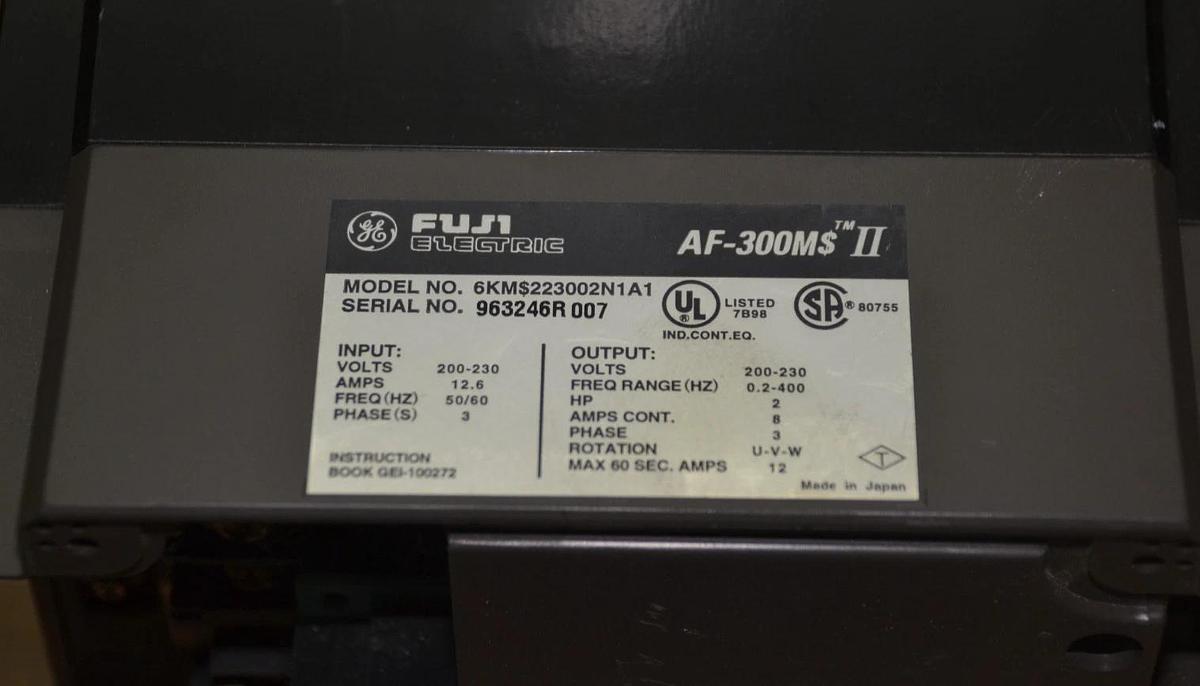 GE FUJI ELECTRIC AF-300M$™ II
MODEL NO. 6KM$223002N1A1
SERIAL NO. 963246R 007
UL ® LISTED 7B98
IND.CONT.EQ.
SA ® 80755
INPUT:
VOLTS 200-230
AMPS 12.6
FREQ (HZ) 50/60
PHASE (S) 3
INSTRUCTION
BOOK GEI-100272
OUTPUT:
VOLTS 200-230
FREQ RANGE (HZ) 0.2-400
HP 2
AMPS CONT. 8
PHASE 3
ROTATION U-V-W
MAX 60 SEC. AMPS 12
T
Made in Japan